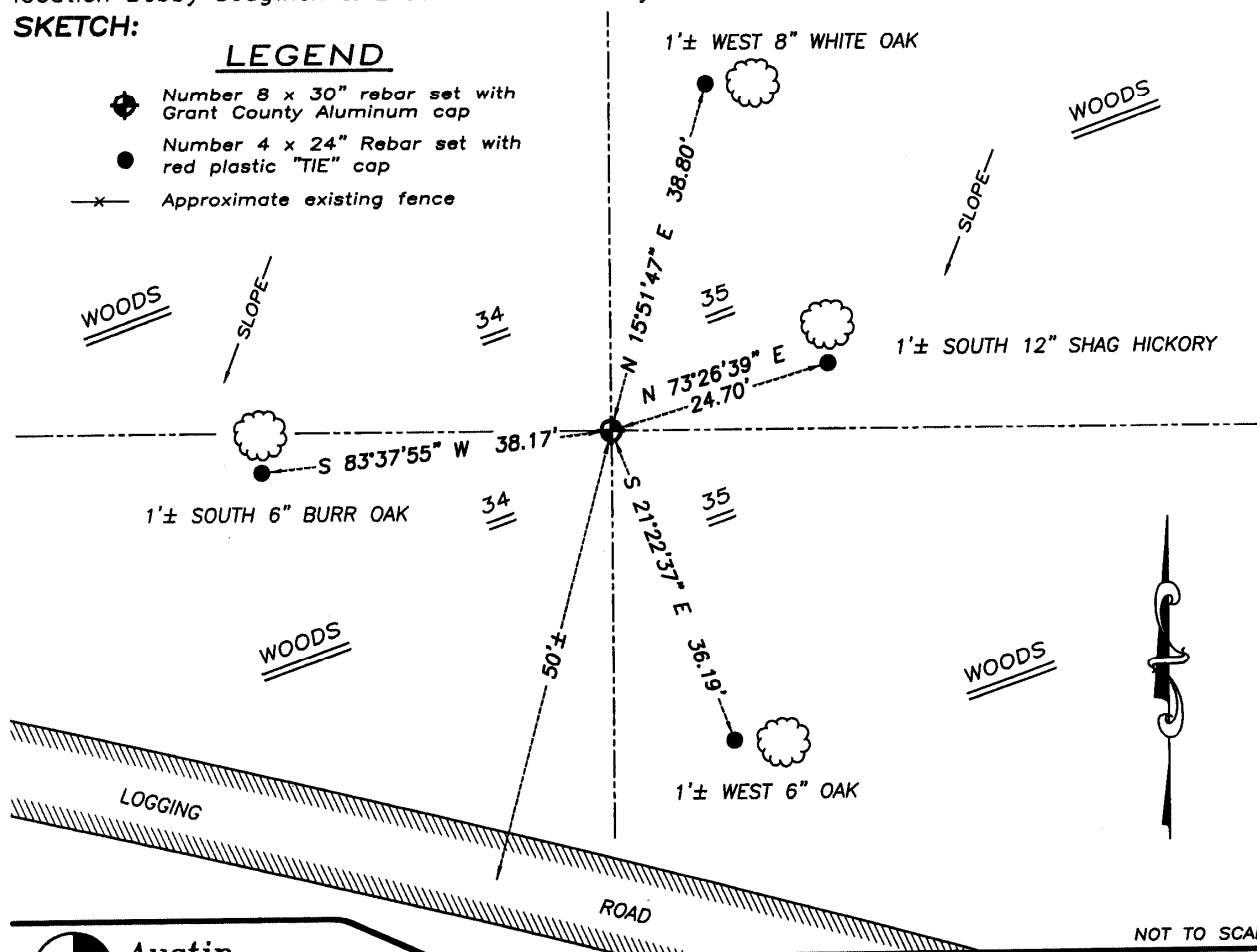 SKETCH:
LEGEND
Number 8 x 30" rebar set with
Grant County Aluminum cap
Number 4 x 24" Rebar set with
red plastic "TIE" cap
Approximate existing fence
1'± WEST 8" WHITE OAK
WOODS
N 15°51'47" E 38.80'
SLOPE
WOODS
SLOPE
34
35
1'± SOUTH 12" SHAG HICKORY
N 73°26'39" E
24.70'
S 83°37'55" W 38.17'
1'± SOUTH 6" BURR OAK
34
35
S 21°22'37" E 36.19'
50'±
WOODS
WOODS
1'± WEST 6" OAK
LOGGING
ROAD
NOT TO SCA
Austin